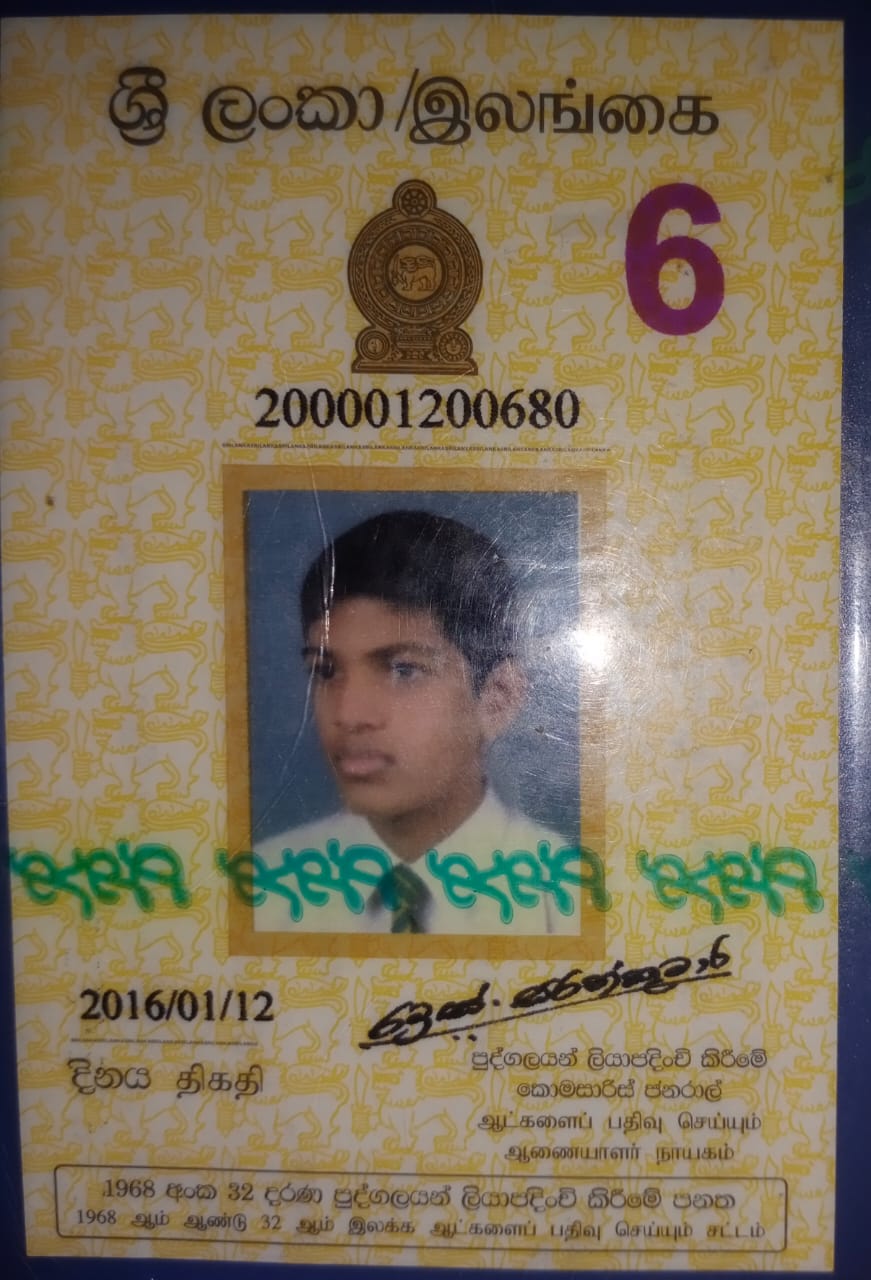 ශ්‍රී ලංකා/இலங்கை
6
200001200680
2016/01/12
දිනය திகதி
පුද්ගලයන් ලියාපදිංචි කිරීමේ
කොමසාරිස් ජනරාල්
ஆட்களைப் பதிவு செய்யும்
ஆணையாளர் நாயகம்
1968 අංක 32 දරණ පුද්ගලයන් ලියාපදිංචි කිරීමේ පනත
1968 ஆம் ஆண்டு 32 ஆம் இலக்க ஆட்களைப் பதிவு செய்யும் சட்டம்